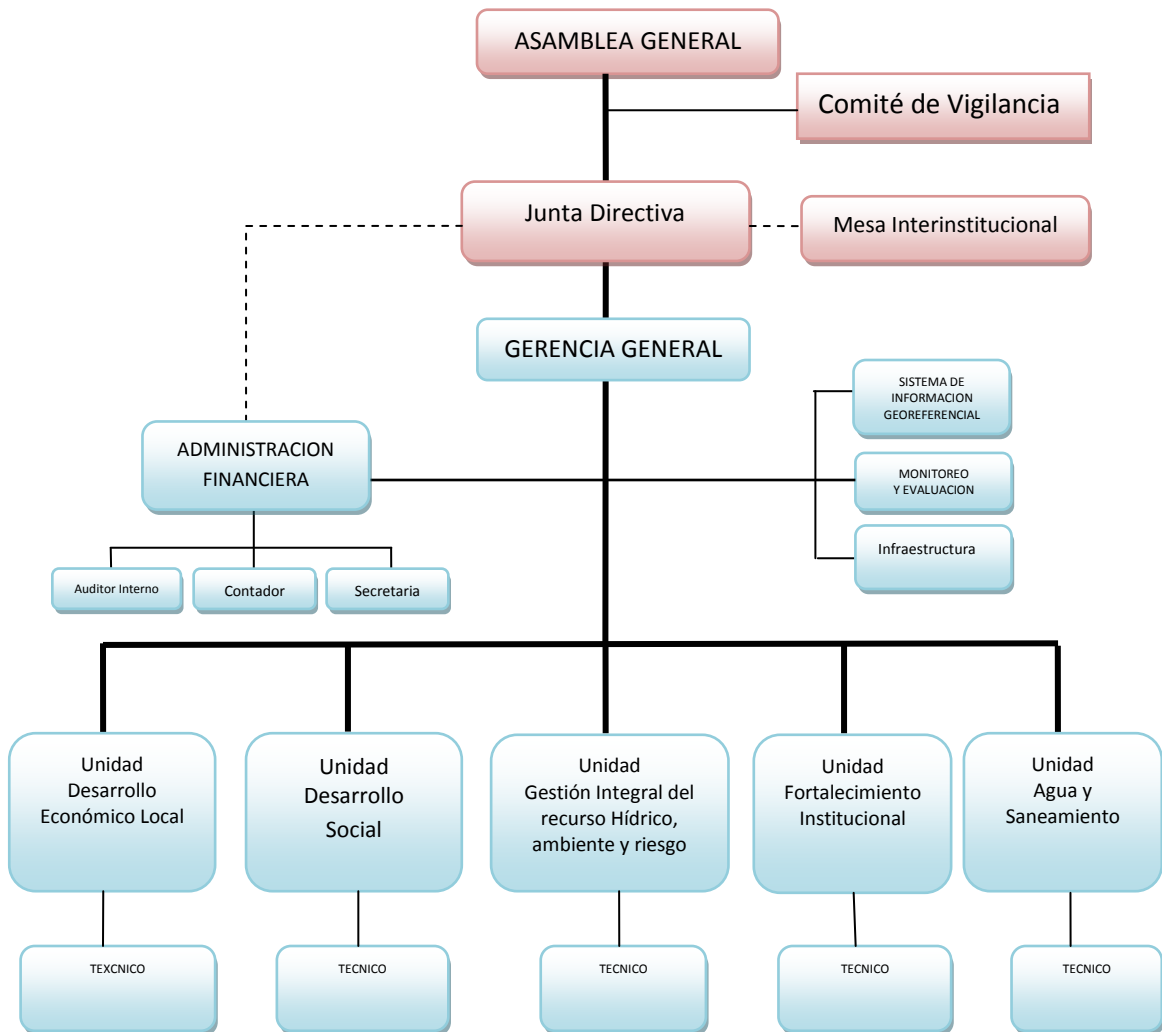 ASAMBLEA GENERAL
Comité de Vigilancia
Junta Directiva
Mesa Interinstitucional
GERENCIA GENERAL
SISTEMA DE
INFORMACION
GEOREFERENCIAL
ADMINISTRACION
FINANCIERA
MONITOREO
Y EVALUACION
Infraestructura
Auditor Interno
Contador
Secretaria
Unidad
Desarrollo
Económico Local
Unidad
Desarrollo
Social
Unidad
Gestión Integral del
recurso Hídrico,
ambiente y riesgo
Unidad
Fortalecimiento
Institucional
Unidad
Agua y
Saneamiento
TEXCNICO
TECNICO
TECNICO
TECNICO
TECNICO